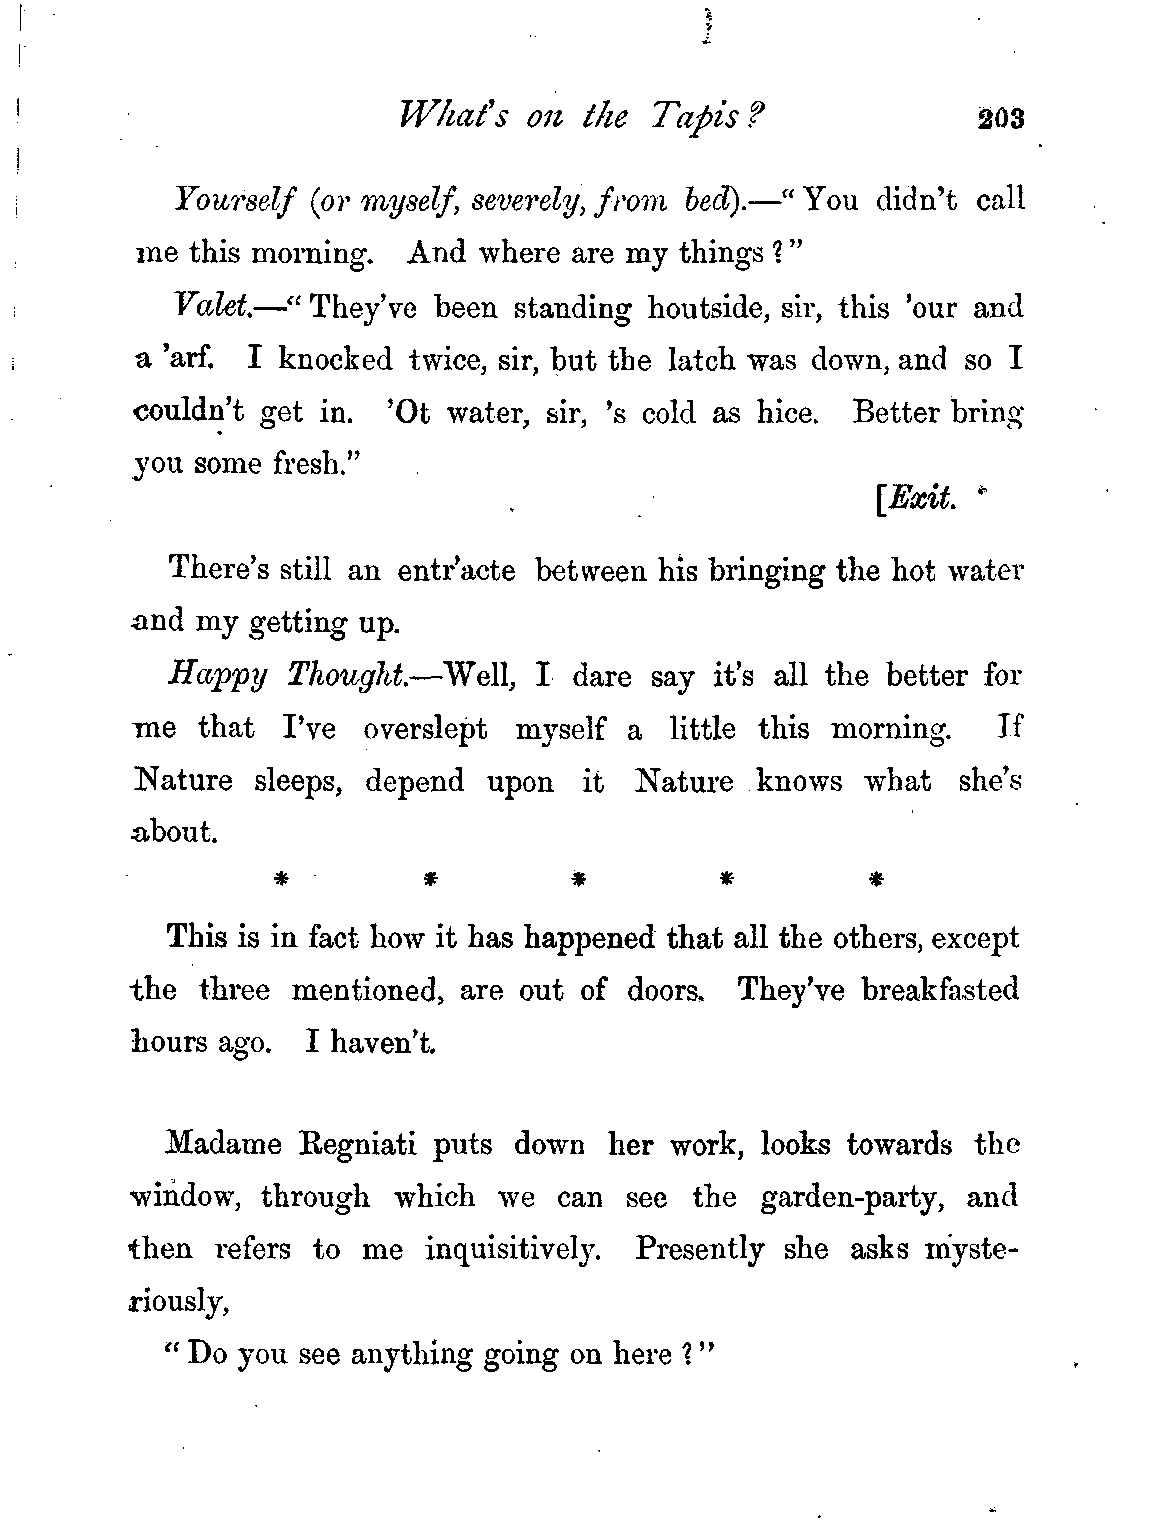 What's on the Tapis? 203
Yourself (or myself, severely, from bed).—“You didn't call
me this morning. And where are my things?”
Valet.—“They've been standing houtside, sir, this 'our and
a 'arf. I knocked twice, sir, but the latch was down, and so I
couldn't get in. 'Ot water, sir, 's cold as hice. Better bring
you some fresh.”
[Exit.
There's still an entr'acte between his bringing the hot water
and my getting up.
Happy Thought.—Well, I dare say it's all the better for
me that I've overslept myself a little this morning. If
Nature sleeps, depend upon it Nature knows what she's
about.
* * * * *
This is in fact how it has happened that all the others, except
the three mentioned, are out of doors. They've breakfasted
hours ago. I haven't.
Madame Regniati puts down her work, looks towards the
window, through which we can see the garden-party, and
then refers to me inquisitively. Presently she asks myste-
riously,
“Do you see anything going on here?”